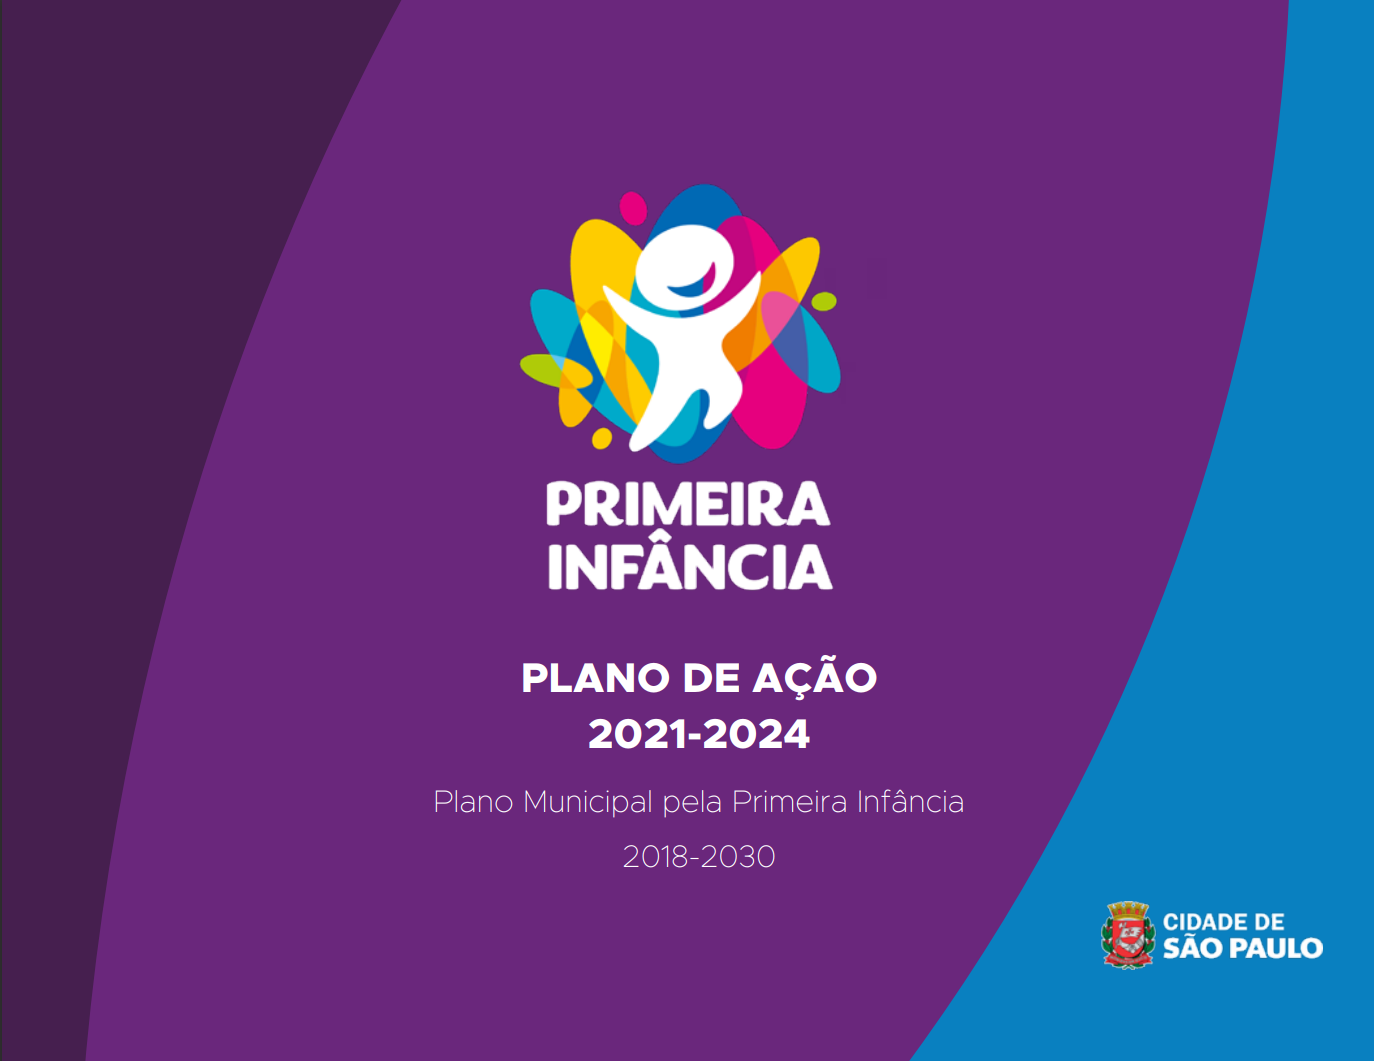 PRIMEIRA
INFÂNCIA
PLANO DE AÇÃO
2021-2024
Plano Municipal pela Primeira Infância
2018-2030
CIDADE DE
SÃO PAULO